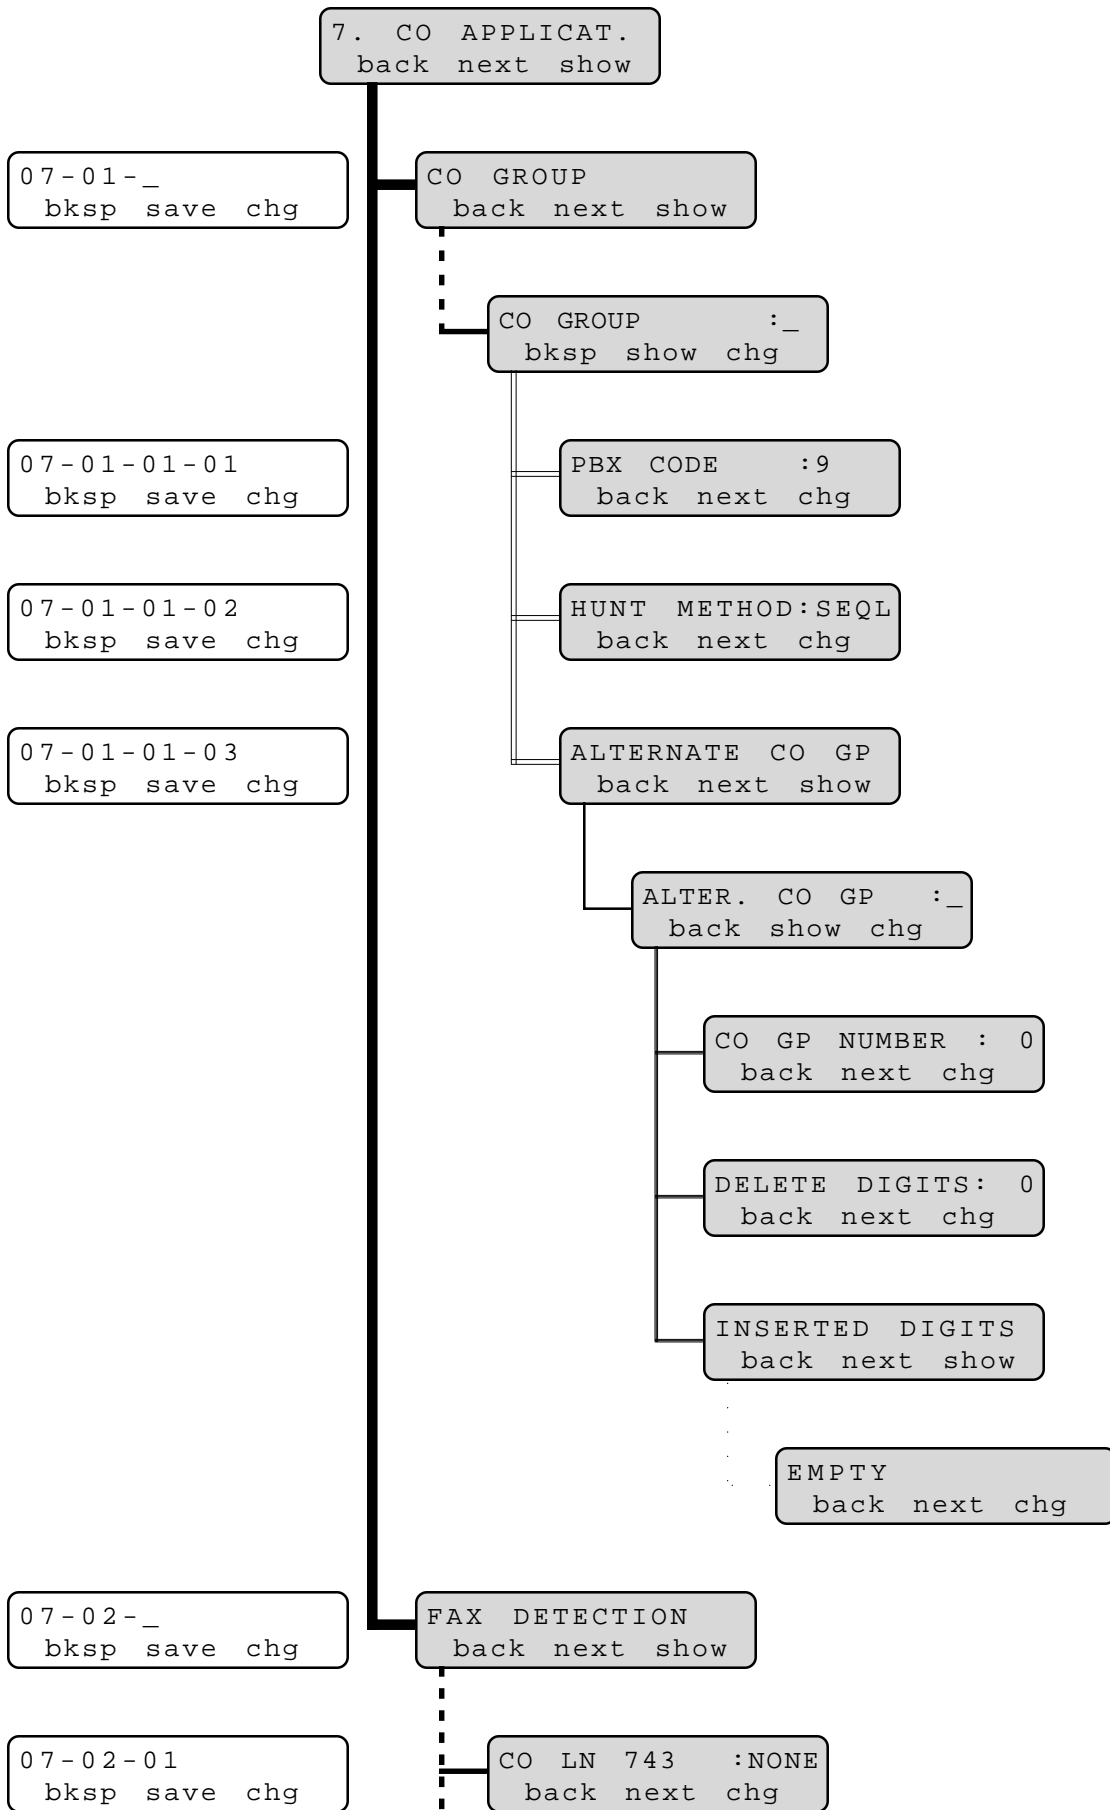 7. CO APPLICAT.
back next show
07-01-_
bksp save chg
CO GROUP
back next show
CO GROUP :_
bksp show chg
07-01-01-01
bksp save chg
PBX CODE :9
back next chg
07-01-01-02
bksp save chg
HUNT METHOD:SEQL
back next chg
07-01-01-03
bksp save chg
ALTERNATE CO GP
back next show
ALTER. CO GP :_
back show chg
CO GP NUMBER : 0
back next chg
DELETE DIGITS: 0
back next chg
INSERTED DIGITS
back next show
EMPTY
back next chg
07-02-_
bksp save chg
FAX DETECTION
back next show
07-02-01
bksp save chg
CO LN 743 :NONE
back next chg